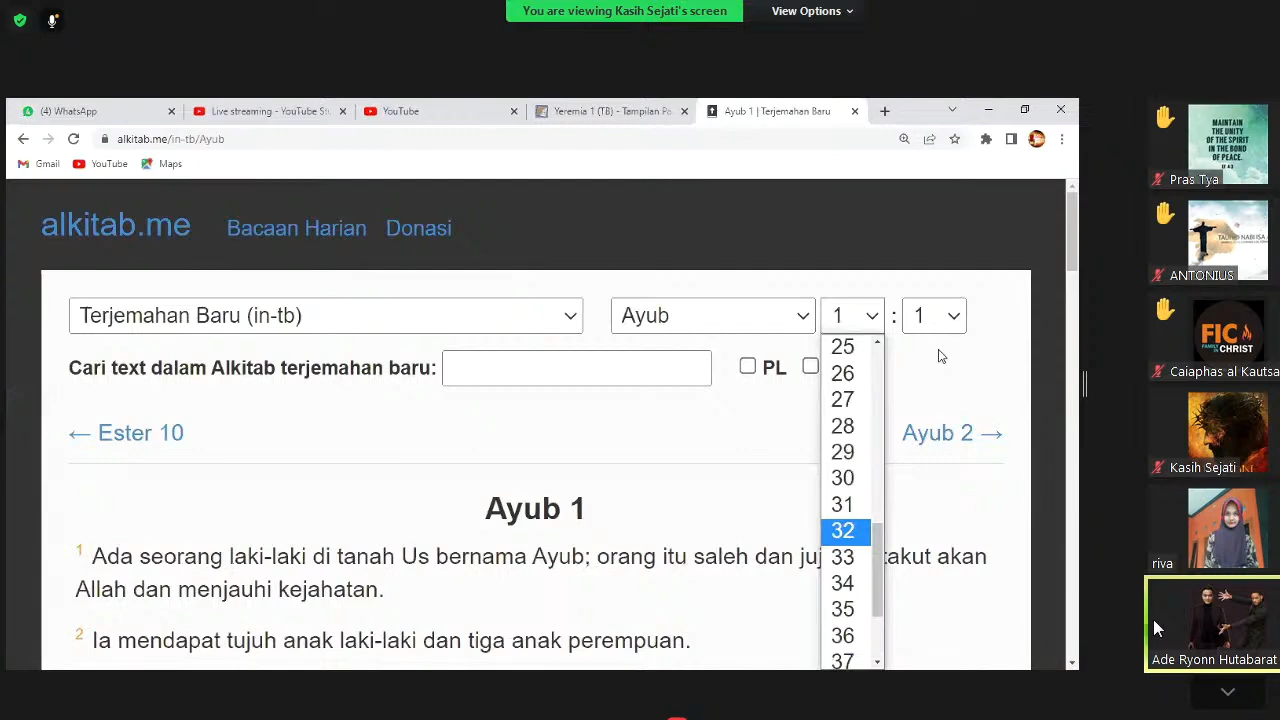 You are viewing Kasih Sejati's screen
View Options
(4) WhatsApp
Live streaming - YouTube St
YouTube
Yeremia 1 (TB) - Tampilan Pa
Ayub 1 | Terjemahan Baru
alkitab.me/in-tb/Ayub
Gmail
YouTube
Maps
alkitab.me
Bacaan Harian
Donasi
Terjemahan Baru (in-tb)
Ayub
1
:
1
Cari text dalam Alkitab terjemahan baru:
PL
25
26
27
28
29
30
31
32
33
34
35
36
37
← Ester 10
Ayub 2 →
Ayub 1
1 Ada seorang laki-laki di tanah Us bernama Ayub; orang itu saleh dan juj takut akan
Allah dan menjauhi kejahatan.
2 Ia mendapat tujuh anak laki-laki dan tiga anak perempuan.
MAINTAIN
THE UNITY
OF THE SPIRIT
IN THE BOND
OF PEACE.
Pras Tya
TAUHID NABI ISA A
ANTONIUS
FIC
FAMILY IN CHRIST
Caiaphas al Kautsa
Kasih Sejati
riva
Ade Ryonn Hutabarat